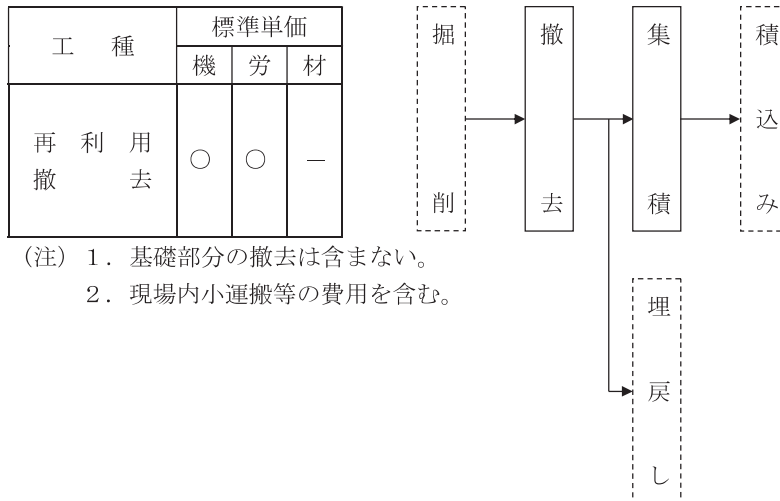 工種 標準単価
機 労 材
再利用撤去 ○ ○ －
（注）１．基礎部分の撤去は含まない。
２．現場内小運搬等の費用を含む。
掘削
撤去
集積
積込み
埋戻し